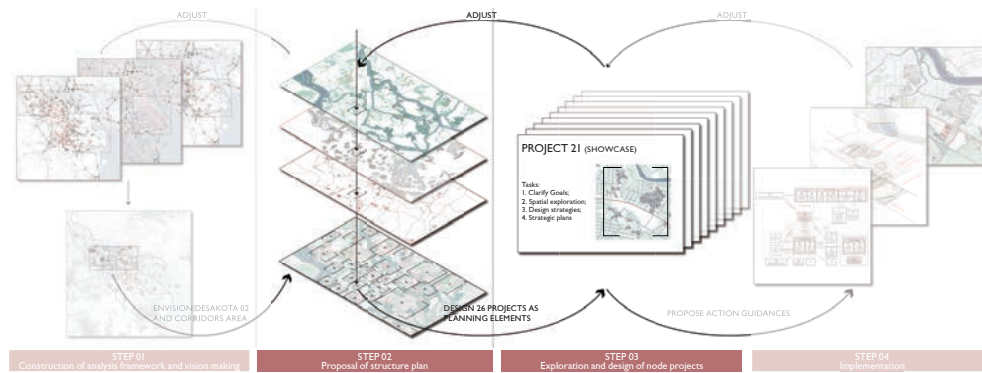 ADJUST
ADJUST
ADJUST
PROJECT 21 (SHOWCASE)
Tasks:
1. Clarify Goals;
2. Spatial exploration;
3. Design strategies;
4. Strategic plans
ENVISION DESAKOTA 02
AND CORRIDORS AREA
DESIGN 26 PROJECTS AS
PLANNING ELEMENTS
PROPOSE ACTION GUIDANCES
STEP 01
Construction of analysis framework and vision making
STEP 02
Proposal of structure plan
STEP 03
Exploration and design of node projects
STEP 04
Implementation